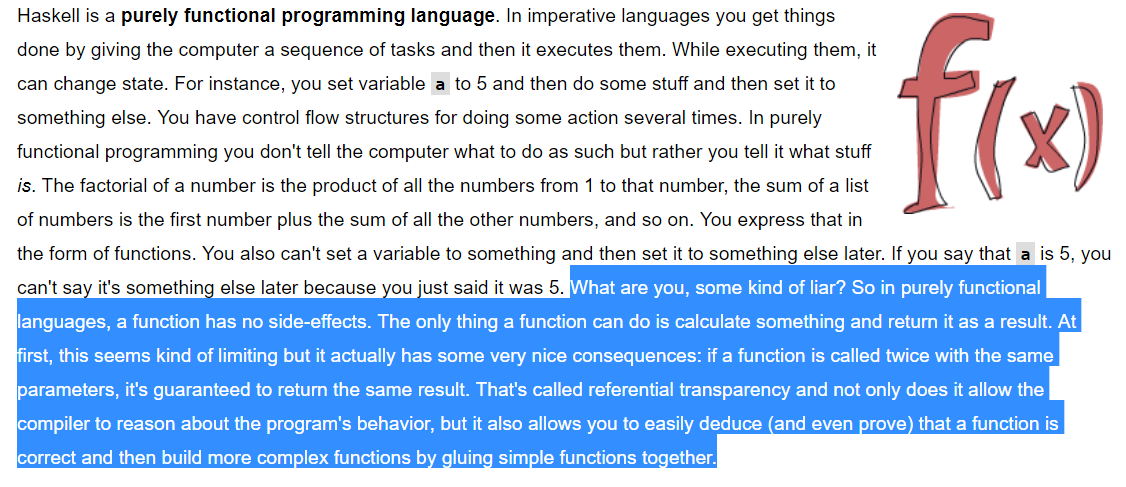 Haskell is a purely functional programming language. In imperative languages you get things
done by giving the computer a sequence of tasks and then it executes them. While executing them, it
can change state. For instance, you set variable a to 5 and then do some stuff and then set it to
something else. You have control flow structures for doing some action several times. In purely
functional programming you don't tell the computer what to do as such but rather you tell it what stuff
is. The factorial of a number is the product of all the numbers from 1 to that number, the sum of a list
of numbers is the first number plus the sum of all the other numbers, and so on. You express that in
the form of functions. You also can't set a variable to something and then set it to something else later. If you say that a is 5, you
can't say it's something else later because you just said it was 5. What are you, some kind of liar? So in purely functional
languages, a function has no side-effects. The only thing a function can do is calculate something and return it as a result. At
first, this seems kind of limiting but it actually has some very nice consequences: if a function is called twice with the same
parameters, it's guaranteed to return the same result. That's called referential transparency and not only does it allow the
compiler to reason about the program's behavior, but it also allows you to easily deduce (and even prove) that a function is
correct and then build more complex functions by gluing simple functions together.
f(x)